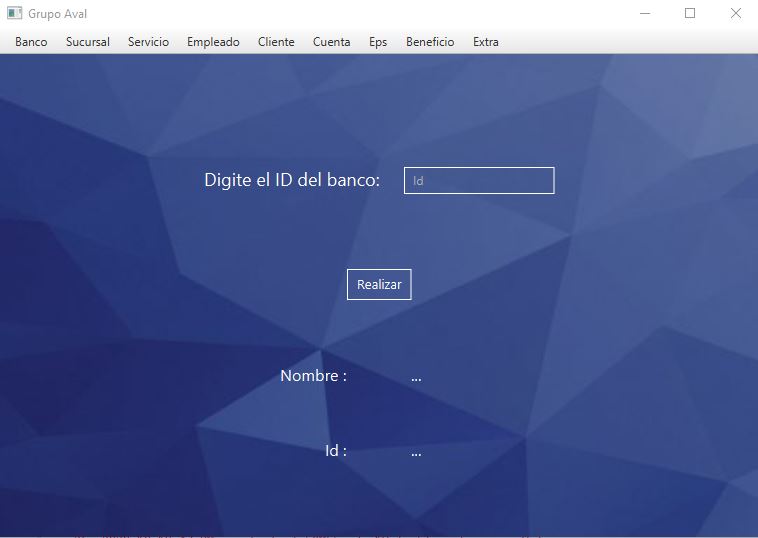 Grupo Aval
Banco Sucursal Servicio Empleado Cliente Cuenta Eps Beneficio Extra
Digite el ID del banco: Id
Realizar
Nombre : ...
Id : ...